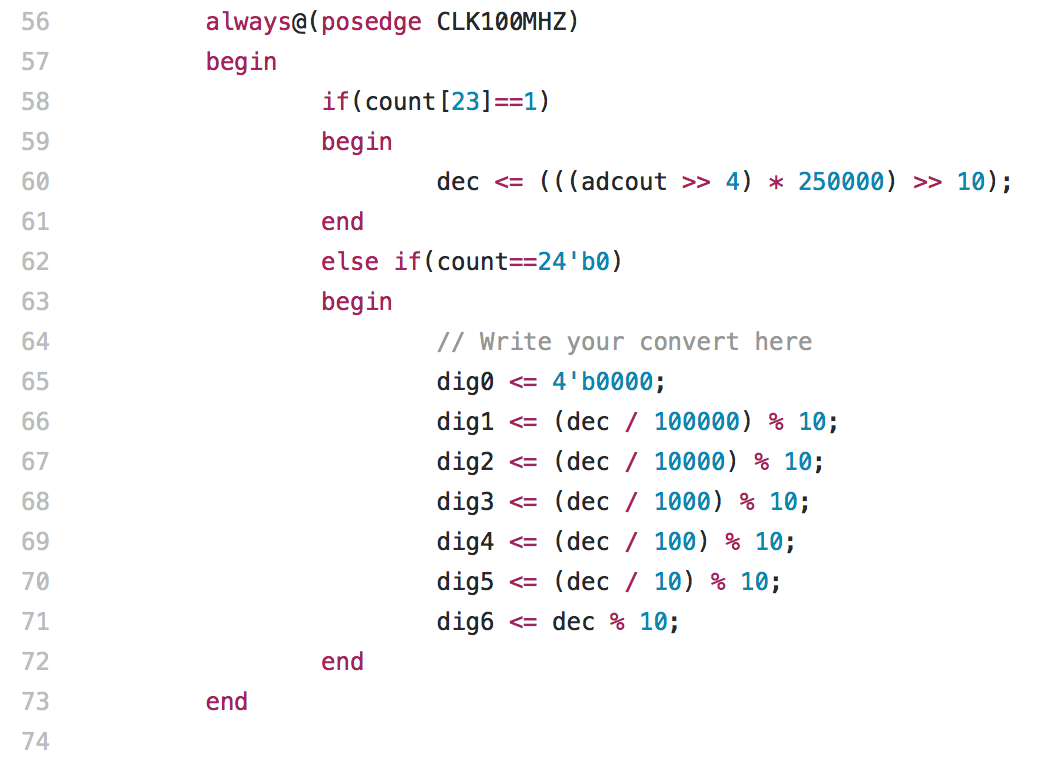 56 always@(posedge CLK100MHZ)
57 begin
58 if(count[23]==1)
59 begin
60 dec <= (((adcout >> 4) * 250000) >> 10);
61 end
62 else if(count==24'b0)
63 begin
64 // Write your convert here
65 dig0 <= 4'b0000;
66 dig1 <= (dec / 100000) % 10;
67 dig2 <= (dec / 10000) % 10;
68 dig3 <= (dec / 1000) % 10;
69 dig4 <= (dec / 100) % 10;
70 dig5 <= (dec / 10) % 10;
71 dig6 <= dec % 10;
72 end
73 end
74